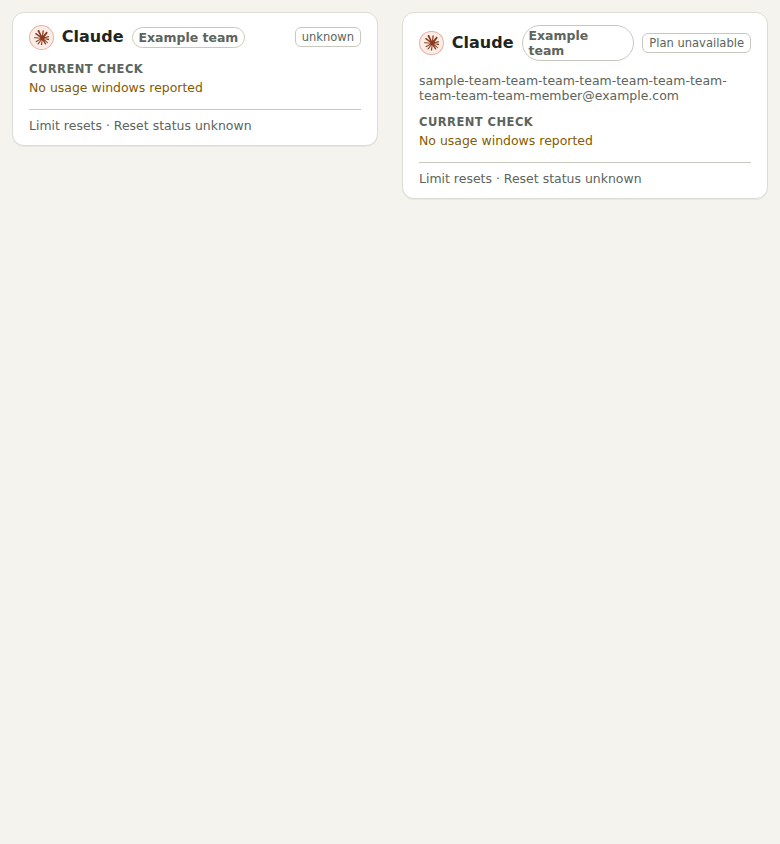 Claude Example team unknown
CURRENT CHECK
No usage windows reported
Limit resets · Reset status unknown
Claude Example team Plan unavailable
sample-team-team-team-team-team-team-team-
team-team-team-member@example.com
CURRENT CHECK
No usage windows reported
Limit resets · Reset status unknown